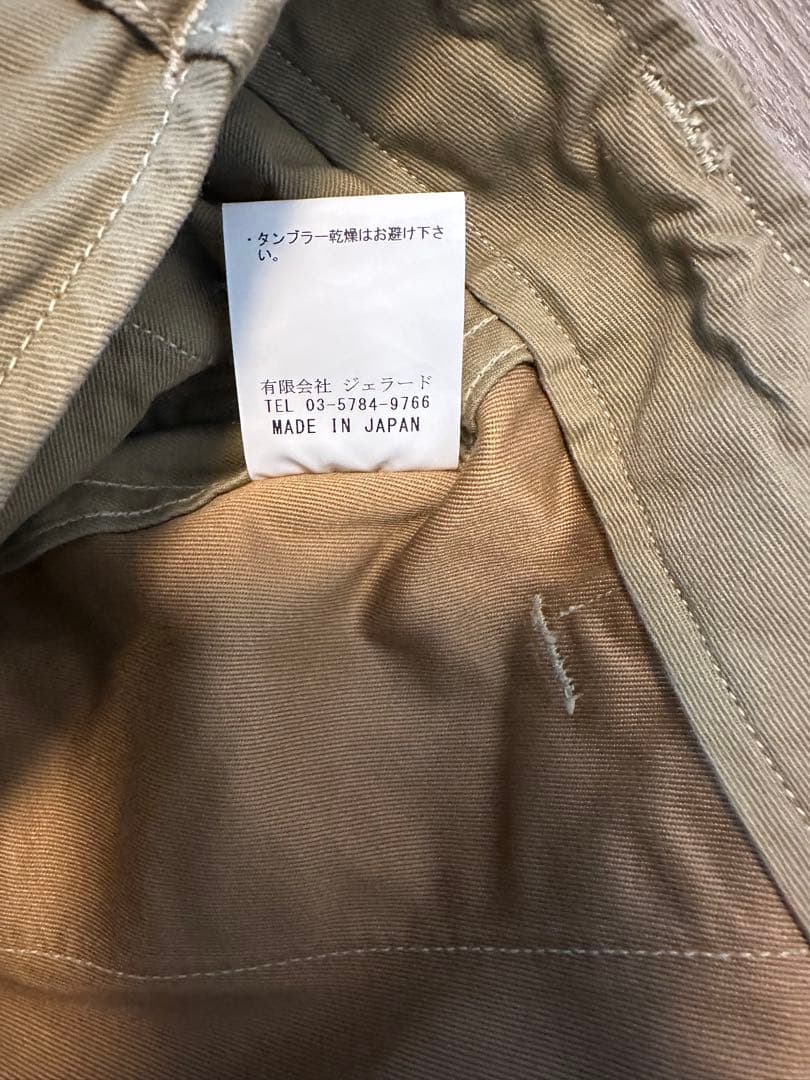 ・タンブラー乾燥はお避け下さ
い。
有限会社 ジェラード
TEL 03-5784-9766
MADE IN JAPAN